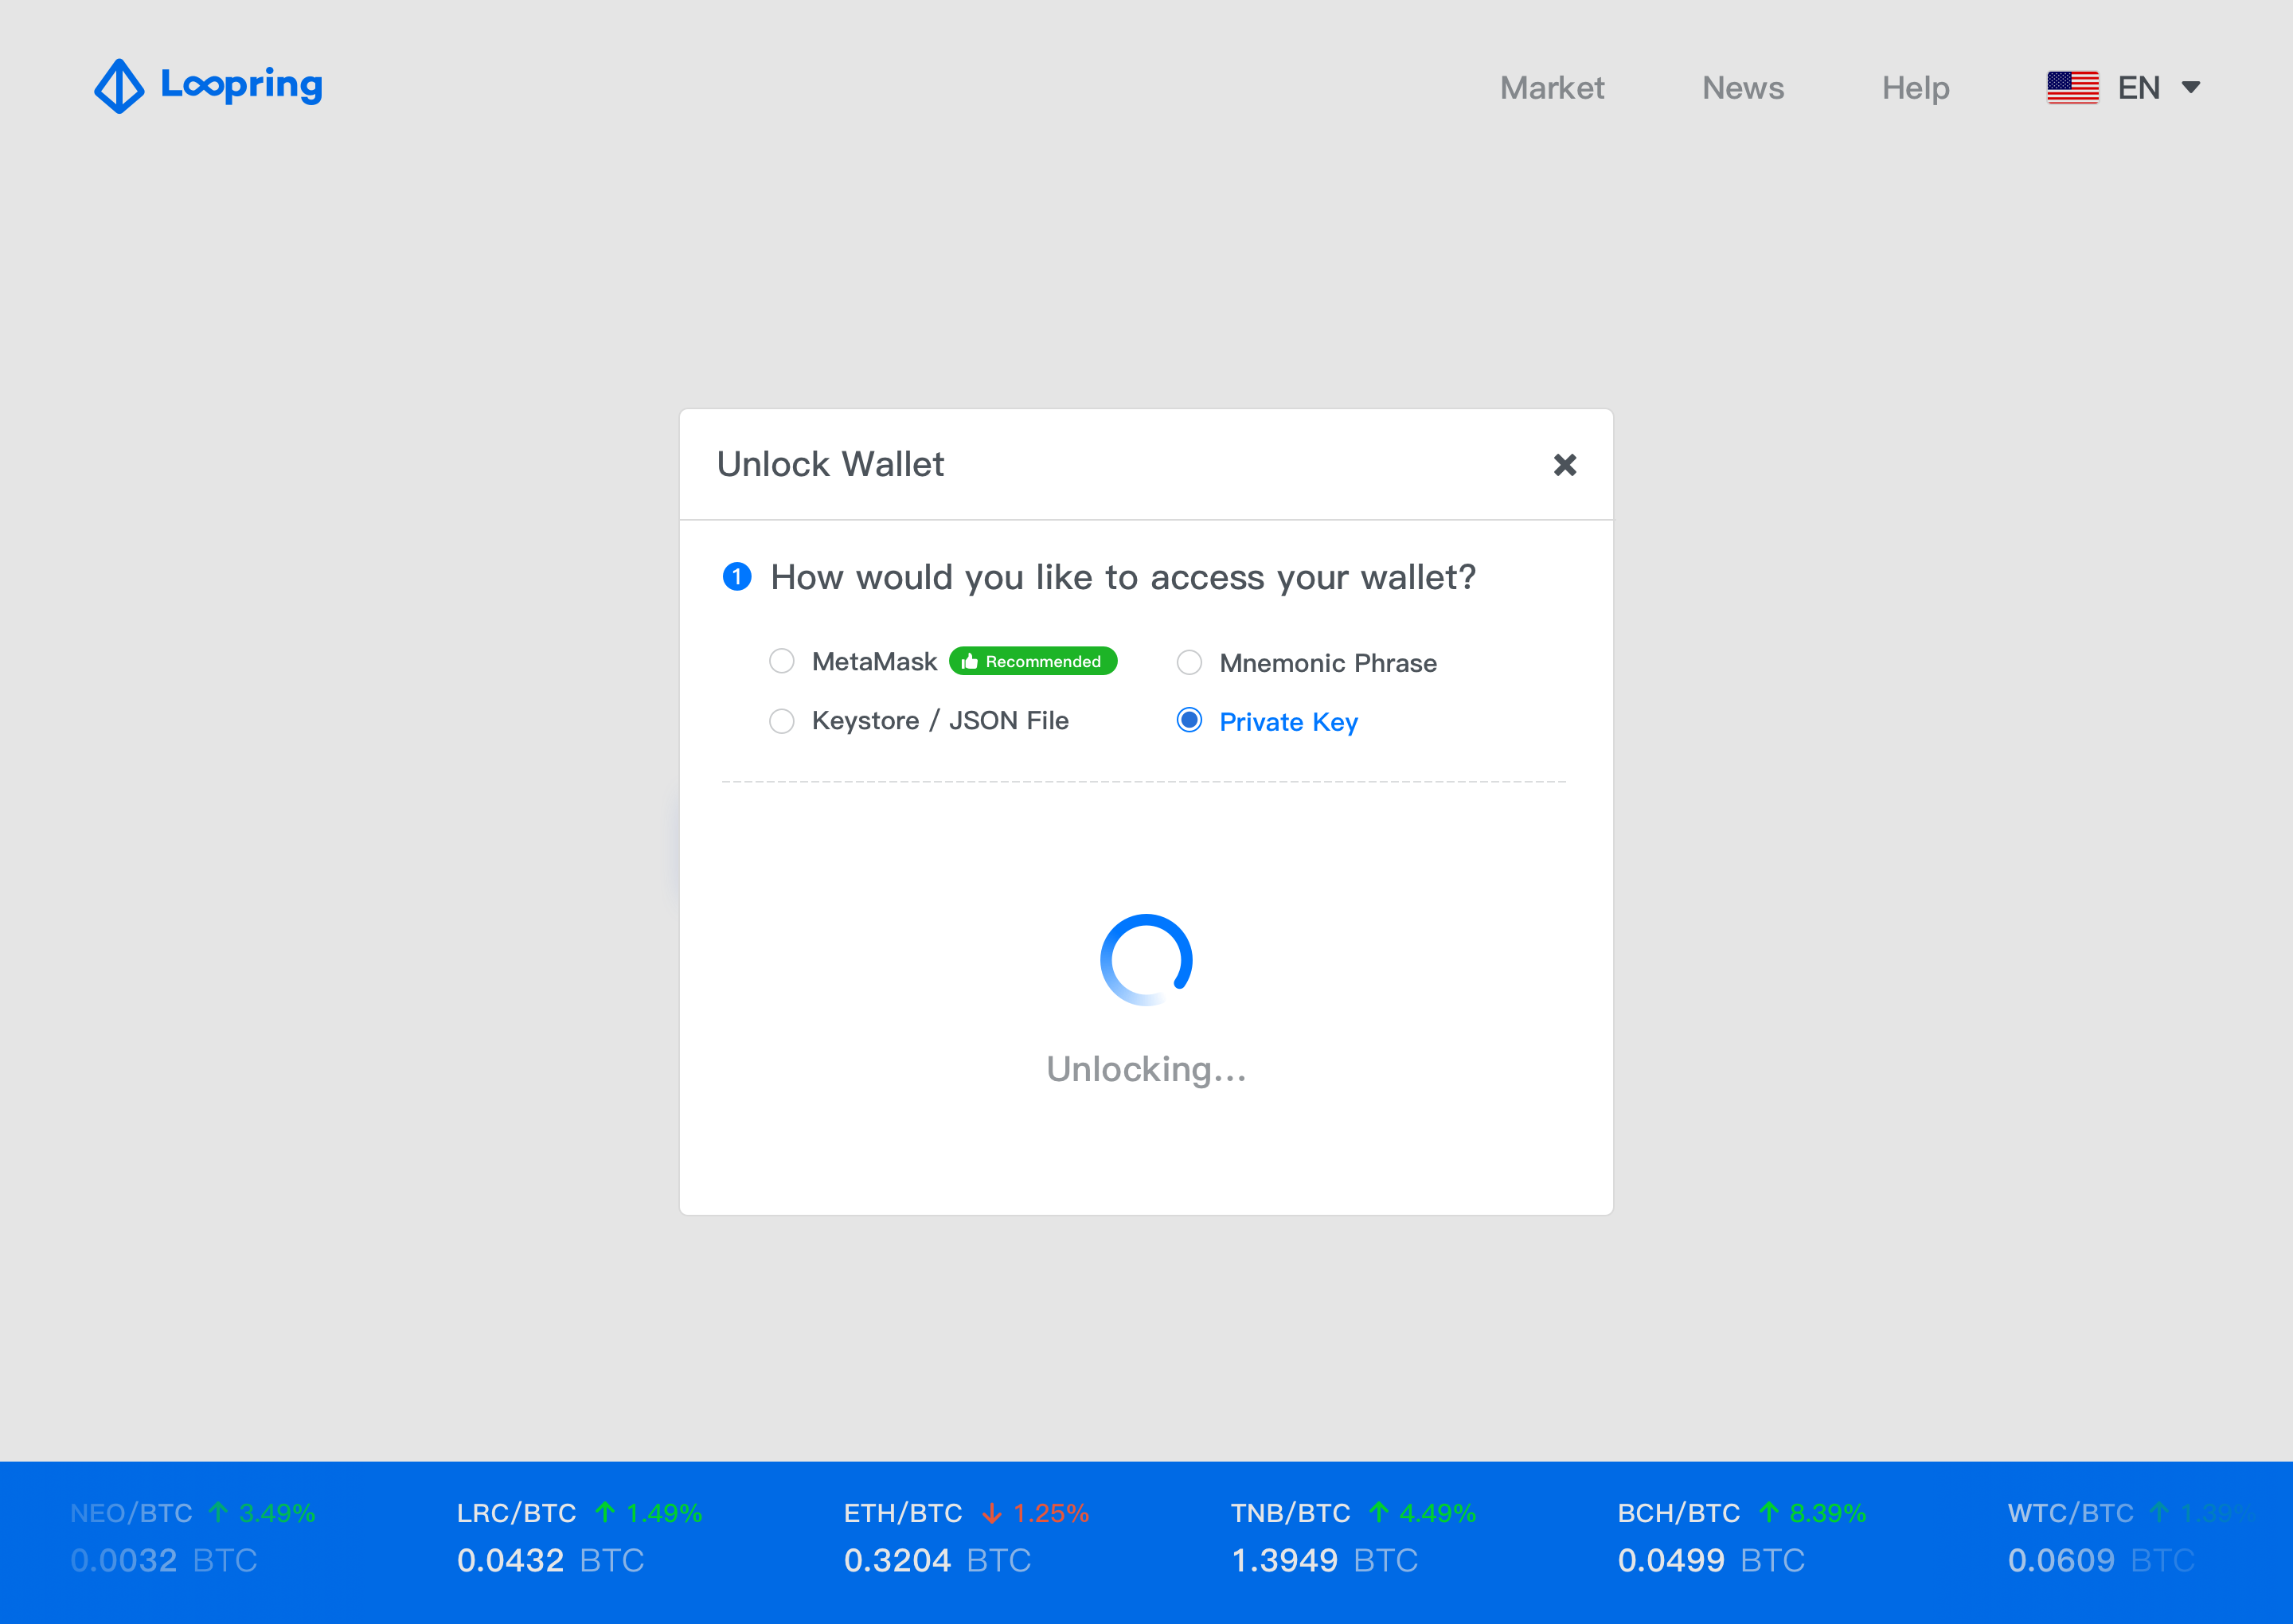 Loopring
Market
News
Help
EN
Unlock Wallet
1 How would you like to access your wallet?
MetaMask Recommended
Mnemonic Phrase
Keystore / JSON File
Private Key
Unlocking...
NEO/BTC 3.49%
0.0032 BTC
LRC/BTC 1.49%
0.0432 BTC
ETH/BTC 1.25%
0.3204 BTC
TNB/BTC 4.49%
1.3949 BTC
BCH/BTC 8.39%
0.0499 BTC
WTC/BTC 1.39%
0.0609 BTC